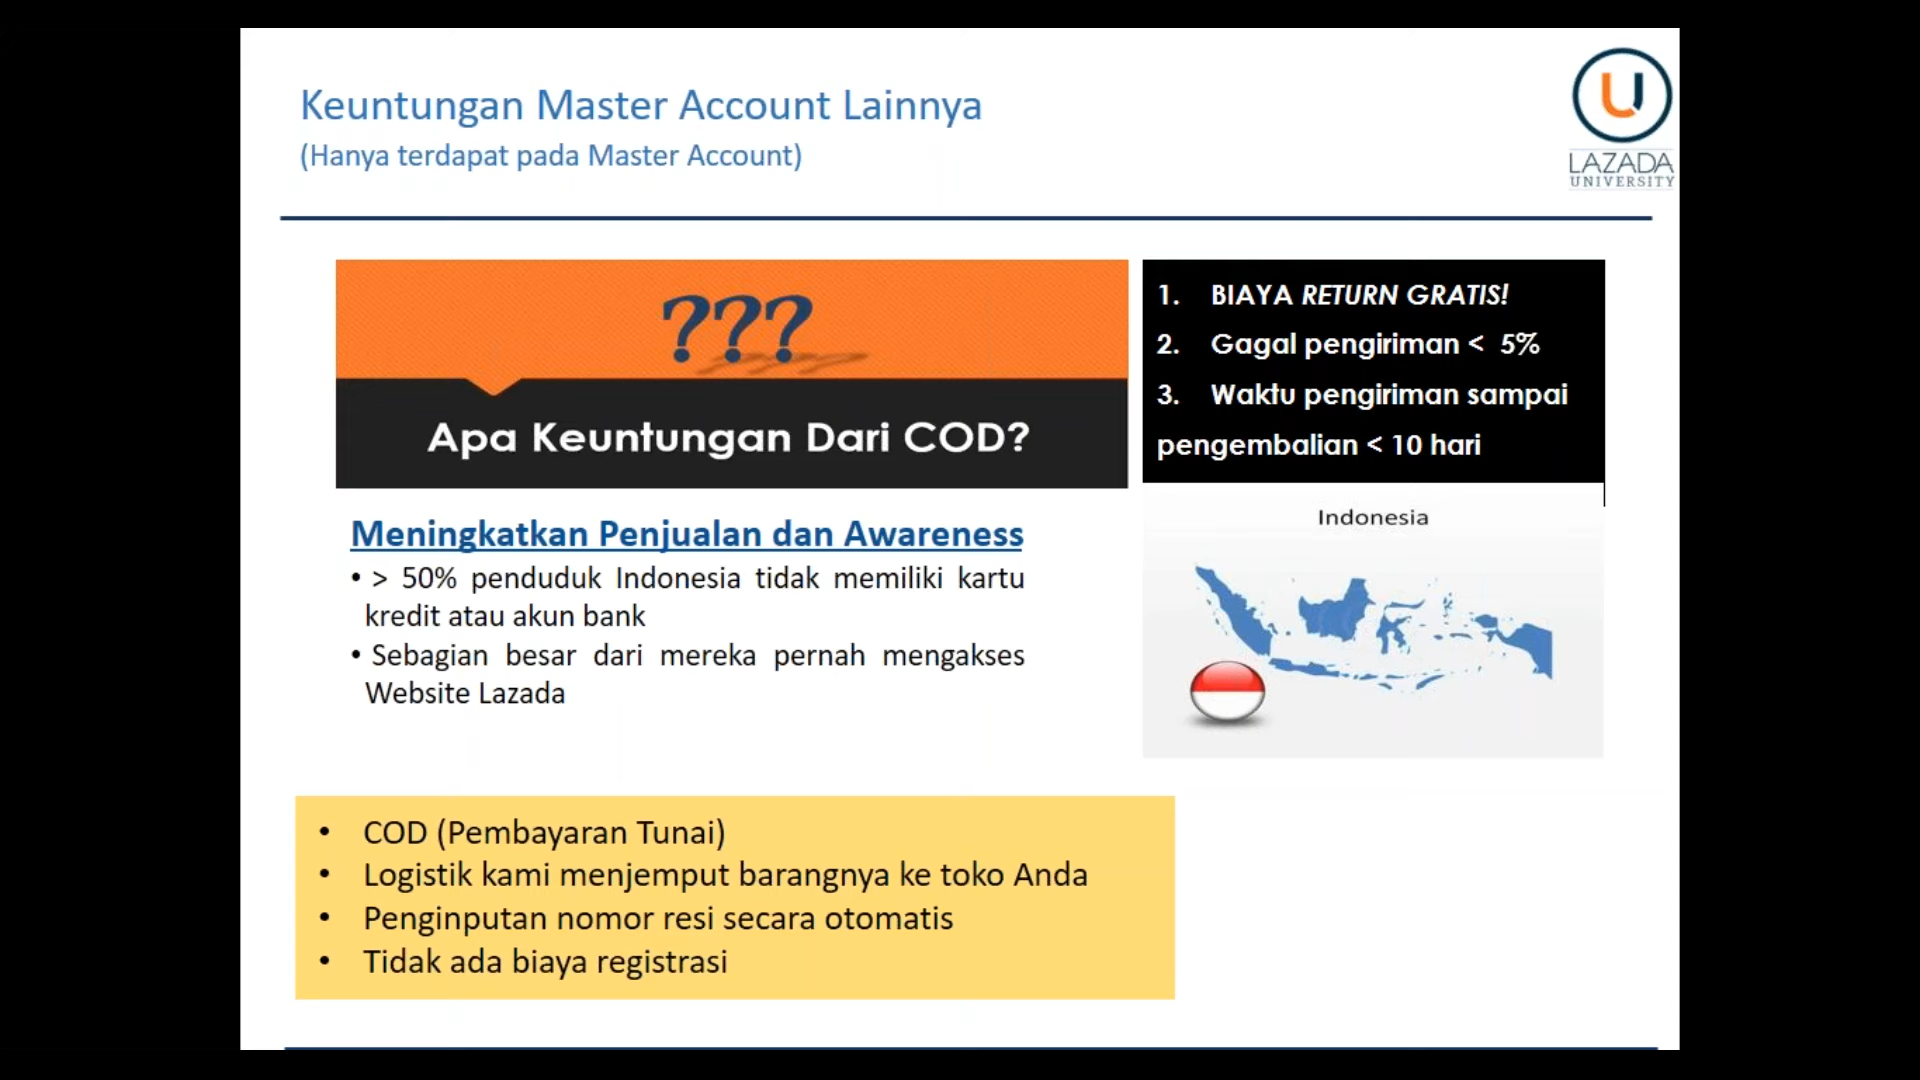 Keuntungan Master Account Lainnya
(Hanya terdapat pada Master Account)
U
LAZADA
UNIVERSITY
???
Apa Keuntungan Dari COD?
1. BIAYA RETURN GRATIS!
2. Gagal pengiriman < 5%
3. Waktu pengiriman sampai
pengembalian < 10 hari
Meningkatkan Penjualan dan Awareness
• > 50% penduduk Indonesia tidak memiliki kartu
kredit atau akun bank
• Sebagian besar dari mereka pernah mengakses
Website Lazada
Indonesia
• COD (Pembayaran Tunai)
• Logistik kami menjemput barangnya ke toko Anda
• Penginputan nomor resi secara otomatis
• Tidak ada biaya registrasi